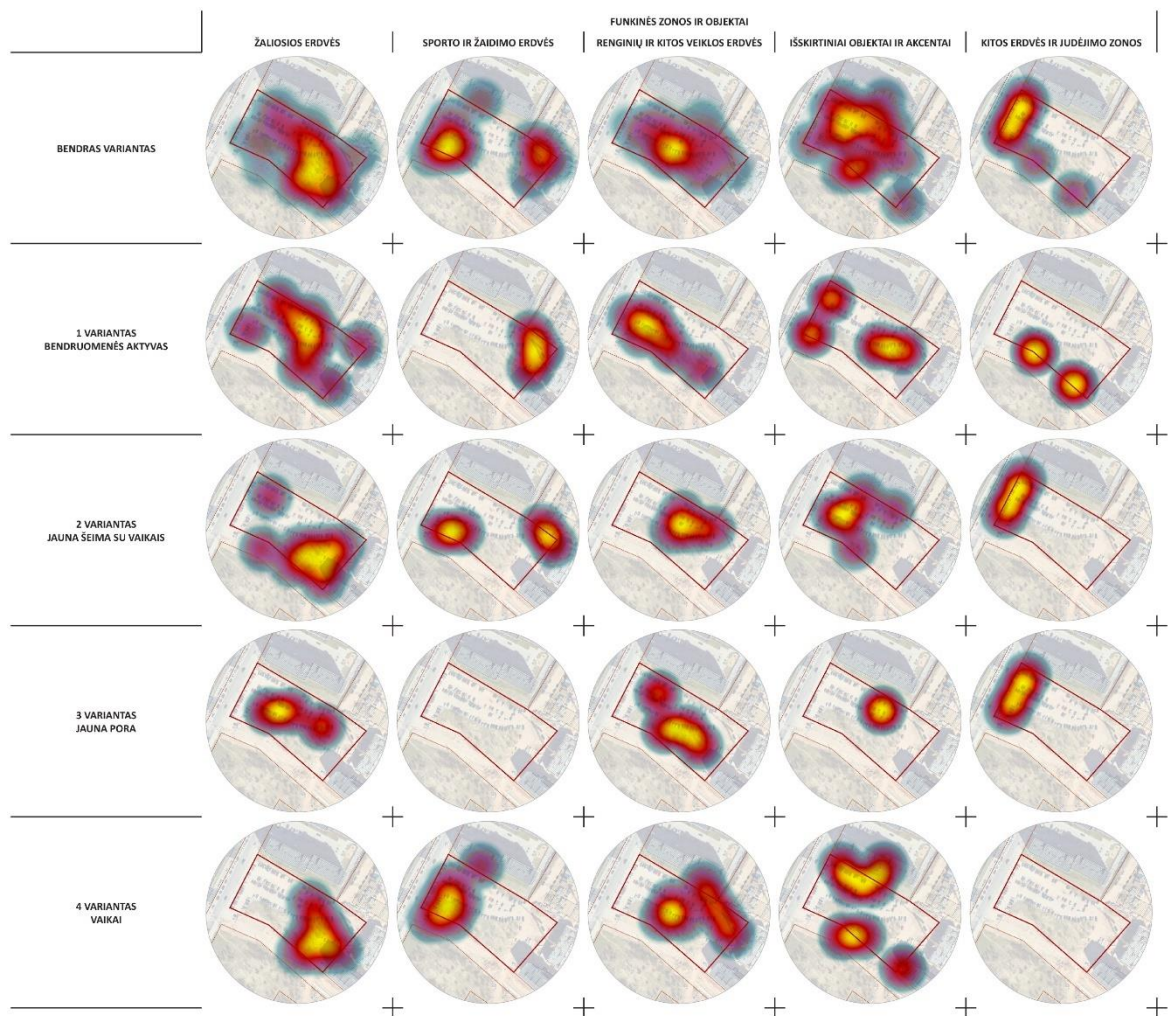 FUNKINĖS ZONOS IR OBJEKTAI
ŽALIOSIOS ERDVĖS
SPORTO IR ŽAIDIMO ERDVĖS
RENGINIŲ IR KITOS VEIKLOS ERDVĖS
IŠSKIRTINIAI OBJEKTAI IR AKCENTAI
KITOS ERDVĖS IR JUDĖJIMO ZONOS
BENDRAS VARIANTAS
1 VARIANTAS
BENDRUOMENĖS AKTYVAS
2 VARIANTAS
JAUNA ŠEIMA SU VAIKAIS
3 VARIANTAS
JAUNA PORA
4 VARIANTAS
VAIKAI